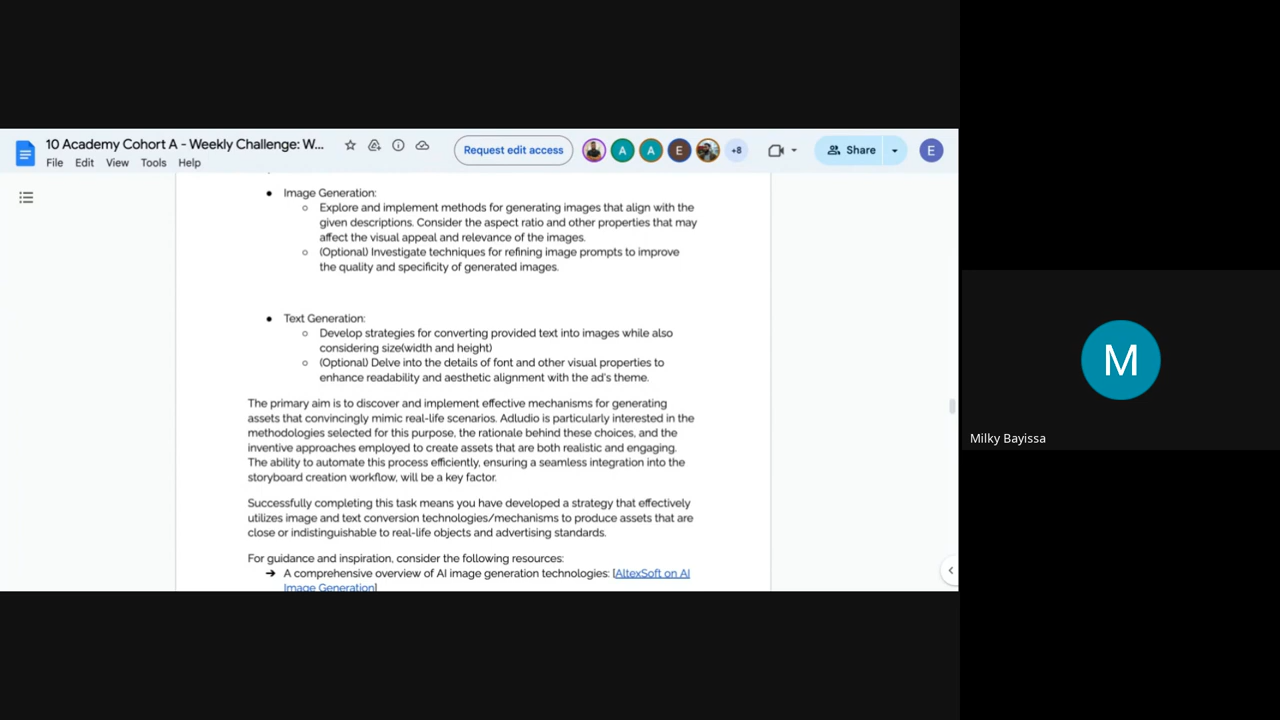 10 Academy Cohort A - Weekly Challenge: W...
Request edit access
A
A
E
+8
Share
E
File Edit View Tools Help
● Image Generation:
○ Explore and implement methods for generating images that align with the
given descriptions. Consider the aspect ratio and other properties that may
affect the visual appeal and relevance of the images.
○ (Optional) Investigate techniques for refining image prompts to improve
the quality and specificity of generated images.
● Text Generation:
○ Develop strategies for converting provided text into images while also
considering size(width and height)
○ (Optional) Delve into the details of font and other visual properties to
enhance readability and aesthetic alignment with the ad's theme.
The primary aim is to discover and implement effective mechanisms for generating
assets that convincingly mimic real-life scenarios. Adludio is particularly interested in the
methodologies selected for this purpose, the rationale behind these choices, and the
inventive approaches employed to create assets that are both realistic and engaging.
The ability to automate this process efficiently, ensuring a seamless integration into the
storyboard creation workflow, will be a key factor.
Successfully completing this task means you have developed a strategy that effectively
utilizes image and text conversion technologies/mechanisms to produce assets that are
close or indistinguishable to real-life objects and advertising standards.
For guidance and inspiration, consider the following resources:
➔ A comprehensive overview of AI image generation technologies: [AltexSoft on AI
Image Generation]
M
Milky Bayissa